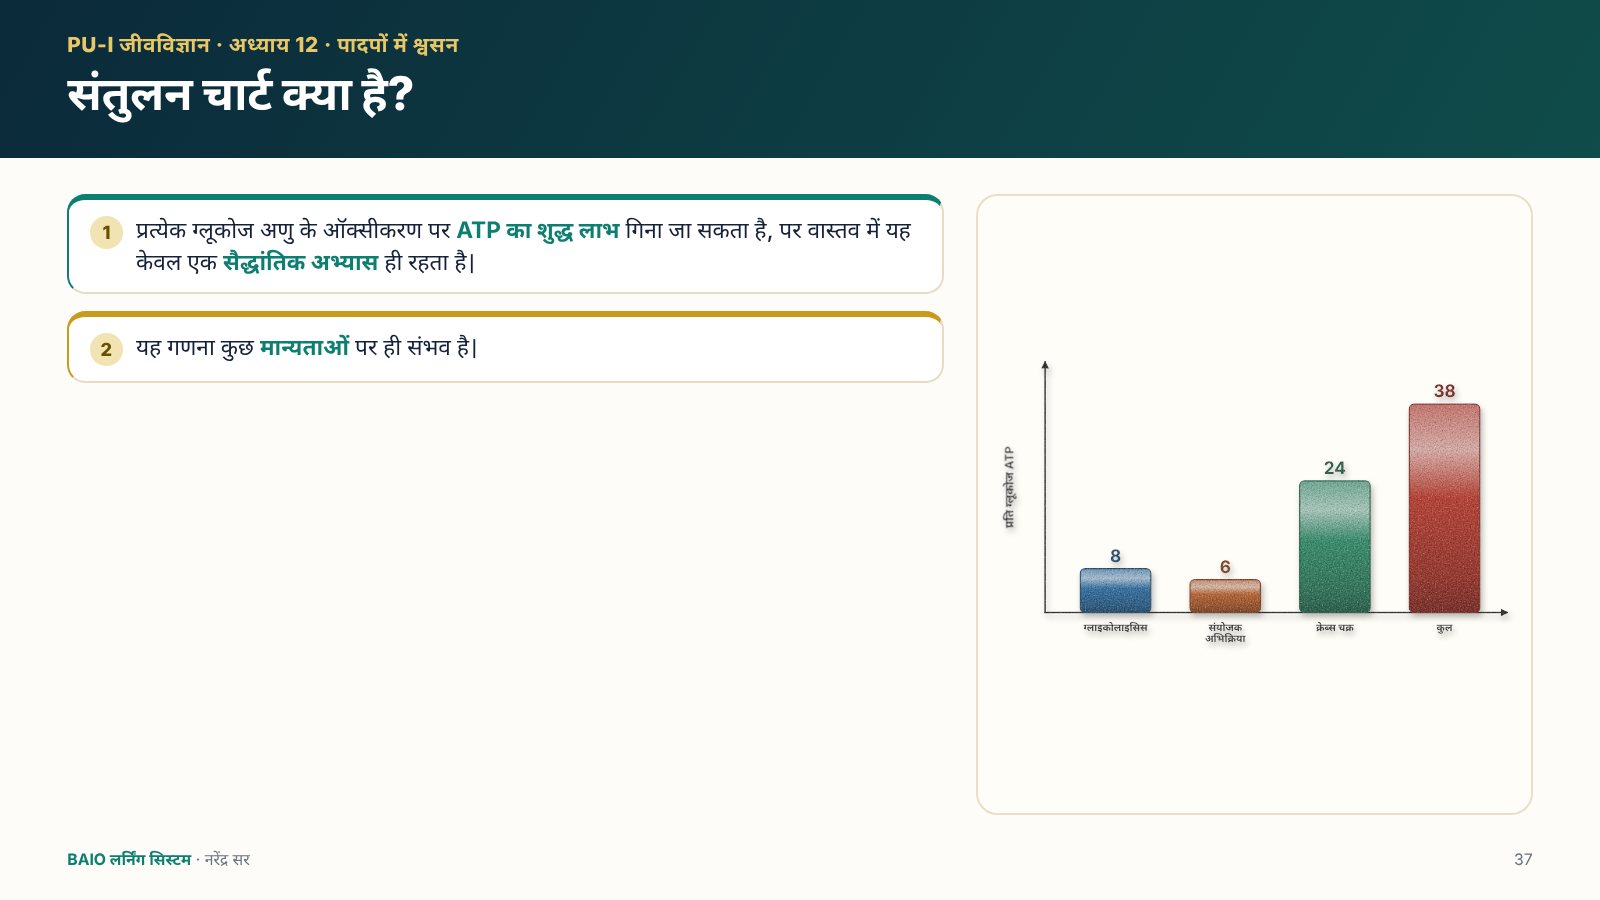 PU-I जीवविज्ञान · अध्याय 12 · पादपों में श्वसन
संतुलन चार्ट क्या है?
1
प्रत्येक ग्लूकोज अणु के ऑक्सीकरण पर ATP का शुद्ध लाभ गिना जा सकता है, पर वास्तव में यह
केवल एक सैद्धांतिक अभ्यास ही रहता है|
2
यह गणना कुछ मान्यताओं पर ही संभव है|
प्रति ग्लूकोज ATP
8
6
24
38
ग्लाइकोलाइसिस
संयोजक
अभिक्रिया
क्रेब्स चक्र
कुल
BAIO लर्निंग सिस्टम · नरेंद्र सर
37